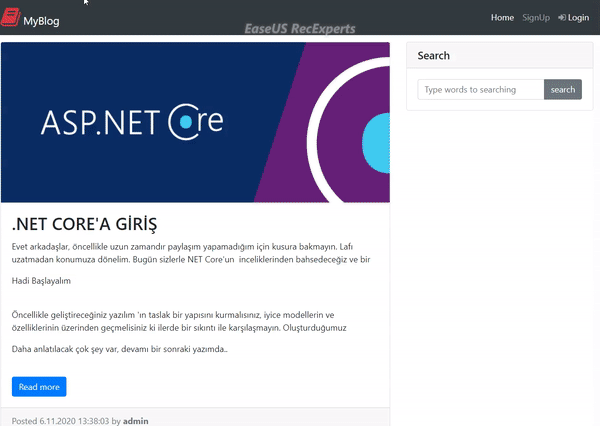 MyBlog
Home
SignUp
Login
EaseUS RecExperts
ASP.NET Core
Search
Type words to searching
search
.NET CORE'A GİRİŞ
Evet arkadaşlar, öncellikle uzun zamandır paylaşım yapamadığım için kusura bakmayın. Lafı
uzatmadan konumuza dönelim. Bugün sizlerle NET Core'un inceliklerinden bahsedeceğiz ve bir
Hadi Başlayalım
Öncellikle geliştireceğiniz yazılım 'ın taslak bir yapısını kurmalısınız, iyice modellerin ve
özelliklerinin üzerinden geçmelisiniz ki ilerde bir sıkıntı ile karşılaşmayın. Oluşturduğumuz
Daha anlatılacak çok şey var, devamı bir sonraki yazımda..
Read more
Posted 6.11.2020 13:38:03 by admin